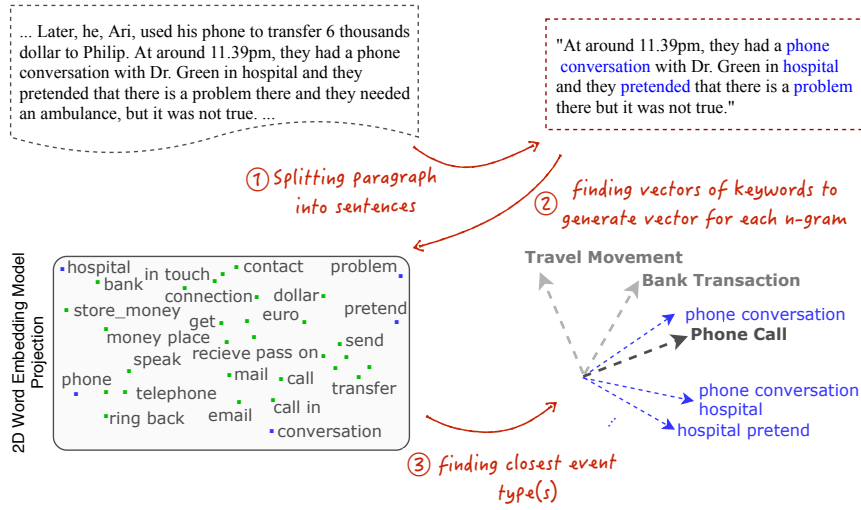 ... Later, he, Ari, used his phone to transfer 6 thousands
dollar to Philip. At around 11.39pm, they had a phone
conversation with Dr. Green in hospital and they
pretended that there is a problem there and they needed
an ambulance, but it was not true. ...
"At around 11.39pm, they had a phone
conversation with Dr. Green in hospital
and they pretended that there is a problem
there but it was not true."
① Splitting paragraph
into sentences
② finding vectors of keywords to
generate vector for each n-gram
2D Word Embedding Model
Projection
hospital
bank
in touch
contact
problem
connection
dollar
store_money
get
euro
pretend
money place
send
speak
recieve
pass on
phone
telephone
mail
call
transfer
ring back
email
call in
conversation
Travel Movement
Bank Transaction
phone conversation
Phone Call
phone conversation
hospital
hospital pretend
...
③ finding closest event
type(s)